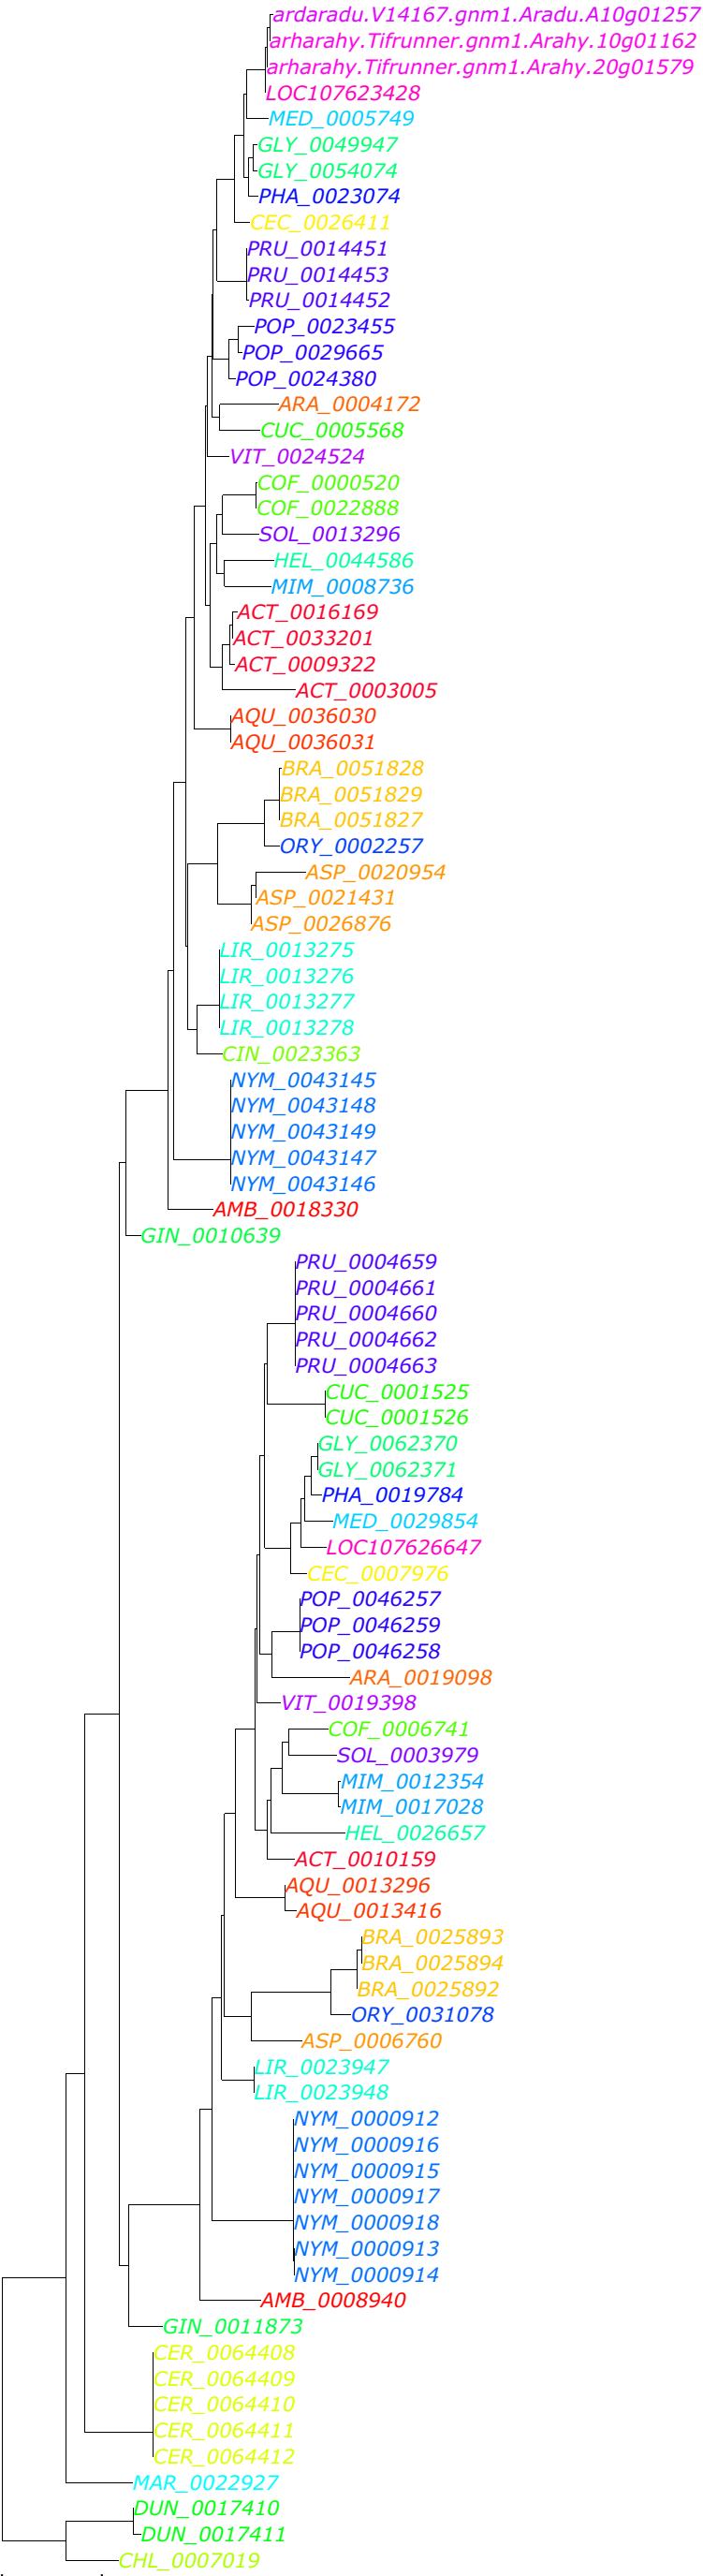 ardaradu.V14167.gnm1.Aradu.A10g01257
arharahy.Tifrunner.gnm1.Arahy.10g01162
arharahy.Tifrunner.gnm1.Arahy.20g01579
LOC107623428
MED_0005749
GLY_0049947
GLY_0054074
PHA_0023074
CEC_0026411
PRU_0014451
PRU_0014453
PRU_0014452
POP_0023455
POP_0029665
POP_0024380
ARA_0004172
CUC_0005568
VIT_0024524
COF_0000520
COF_0022888
SOL_0013296
HEL_0044586
MIM_0008736
ACT_0016169
ACT_0033201
ACT_0009322
ACT_0003005
AQU_0036030
AQU_0036031
BRA_0051828
BRA_0051829
BRA_0051827
ORY_0002257
ASP_0020954
ASP_0021431
ASP_0026876
LIR_0013275
LIR_0013276
LIR_0013277
LIR_0013278
CIN_0023363
NYM_0043145
NYM_0043148
NYM_0043149
NYM_0043147
NYM_0043146
AMB_0018330
GIN_0010639
PRU_0004659
PRU_0004661
PRU_0004660
PRU_0004662
PRU_0004663
CUC_0001525
CUC_0001526
GLY_0062370
GLY_0062371
PHA_0019784
MED_0029854
LOC107626647
CEC_0007976
POP_0046257
POP_0046259
POP_0046258
ARA_0019098
VIT_0019398
COF_0006741
SOL_0003979
MIM_0012354
MIM_0017028
HEL_0026657
ACT_0010159
AQU_0013296
AQU_0013416
BRA_0025893
BRA_0025894
BRA_0025892
ORY_0031078
ASP_0006760
LIR_0023947
LIR_0023948
NYM_0000912
NYM_0000916
NYM_0000915
NYM_0000917
NYM_0000918
NYM_0000913
NYM_0000914
AMB_0008940
GIN_0011873
CER_0064408
CER_0064409
CER_0064410
CER_0064411
CER_0064412
MAR_0022927
DUN_0017410
DUN_0017411
CHL_0007019